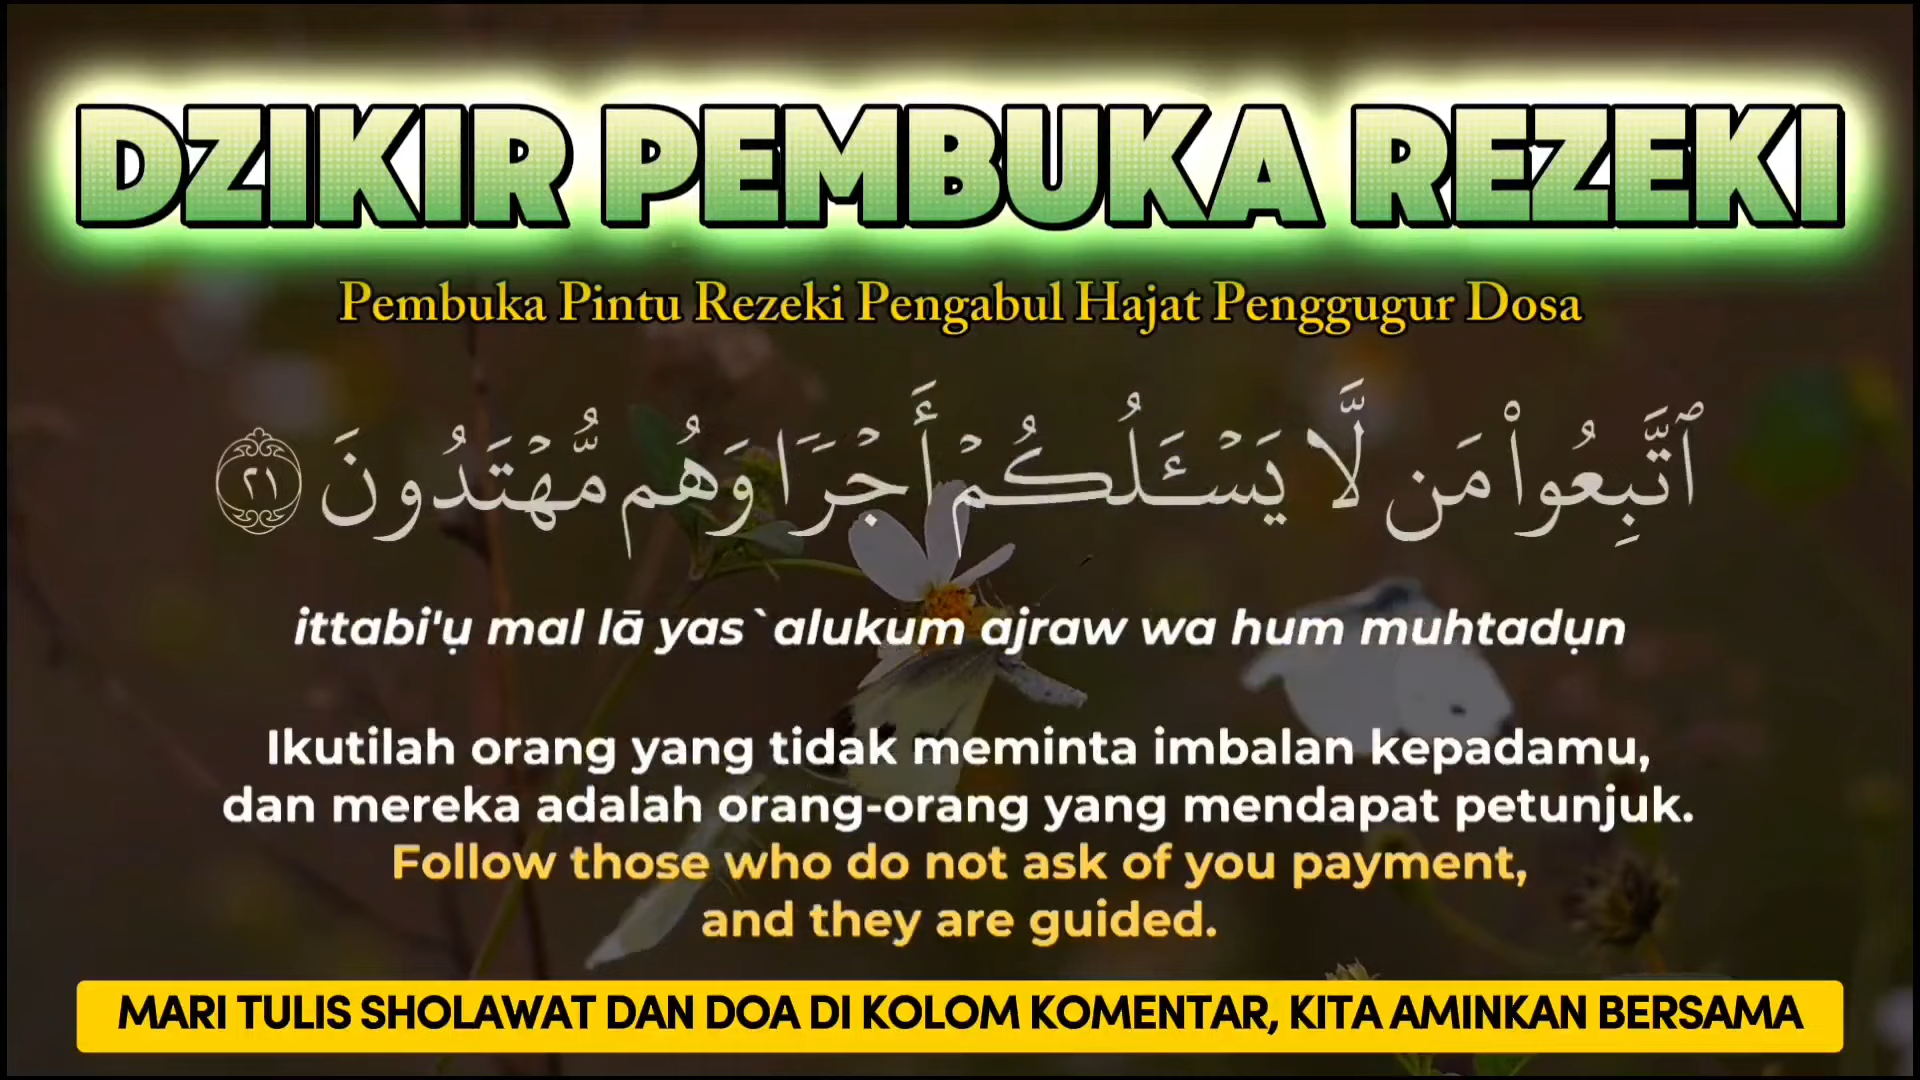 DZIKIR PEMBUKA REZEKI
Pembuka Pintu Rezeki Pengabul Hajat Penggugur Dosa
ٱتَّبِعُوا۟ مَن لَّا يَسْـَٔلُكُمْ أَجْرًا وَهُم مُّهْتَدُونَ ٢١
ittabi'ụ mal lā yas`alukum ajraw wa hum muhtadụn
Ikutilah orang yang tidak meminta imbalan kepadamu,
dan mereka adalah orang-orang yang mendapat petunjuk.
Follow those who do not ask of you payment,
and they are guided.
MARI TULIS SHOLAWAT DAN DOA DI KOLOM KOMENTAR, KITA AMINKAN BERSAMA